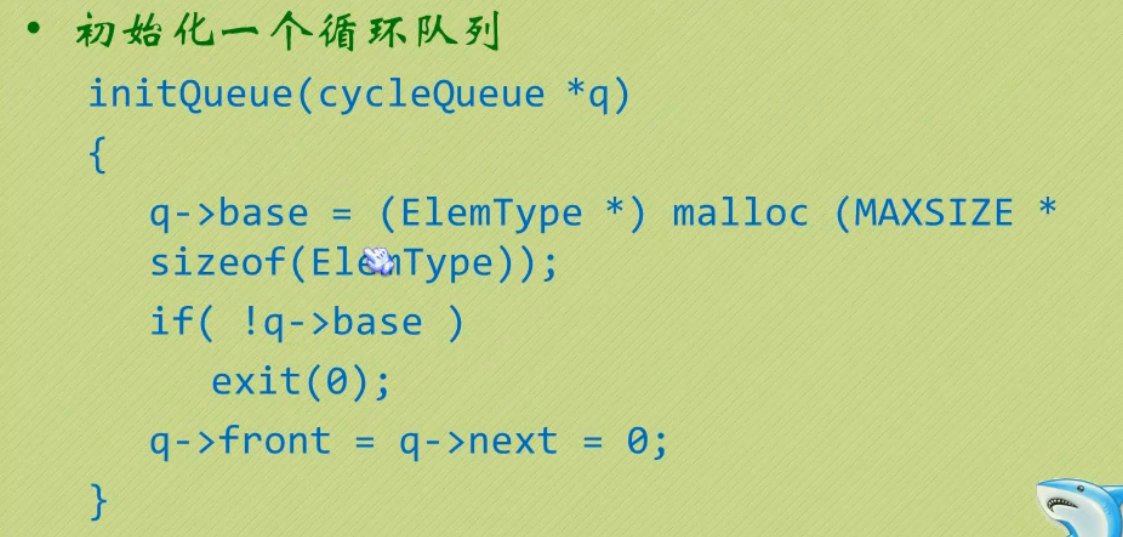 • 初始化一个循环队列
initQueue(cycleQueue *q)
{
q->base = (ElemType *) malloc (MAXSIZE *
sizeof(ElemType));
if( !q->base )
exit(0);
q->front = q->next = 0;
}